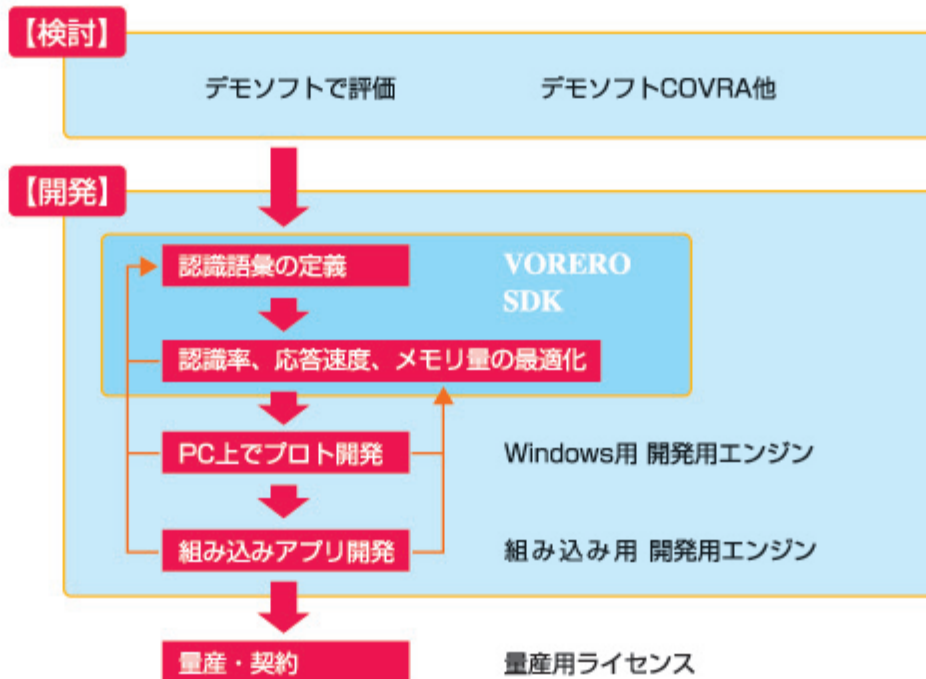 【検討】
デモソフトで評価 デモソフトCOVRA他
【開発】
認識語彙の定義 VORERO
SDK
認識率、応答速度、メモリ量の最適化
PC上でプロト開発 Windows用 開発用エンジン
組み込みアプリ開発 組み込み用 開発用エンジン
量産・契約 量産用ライセンス